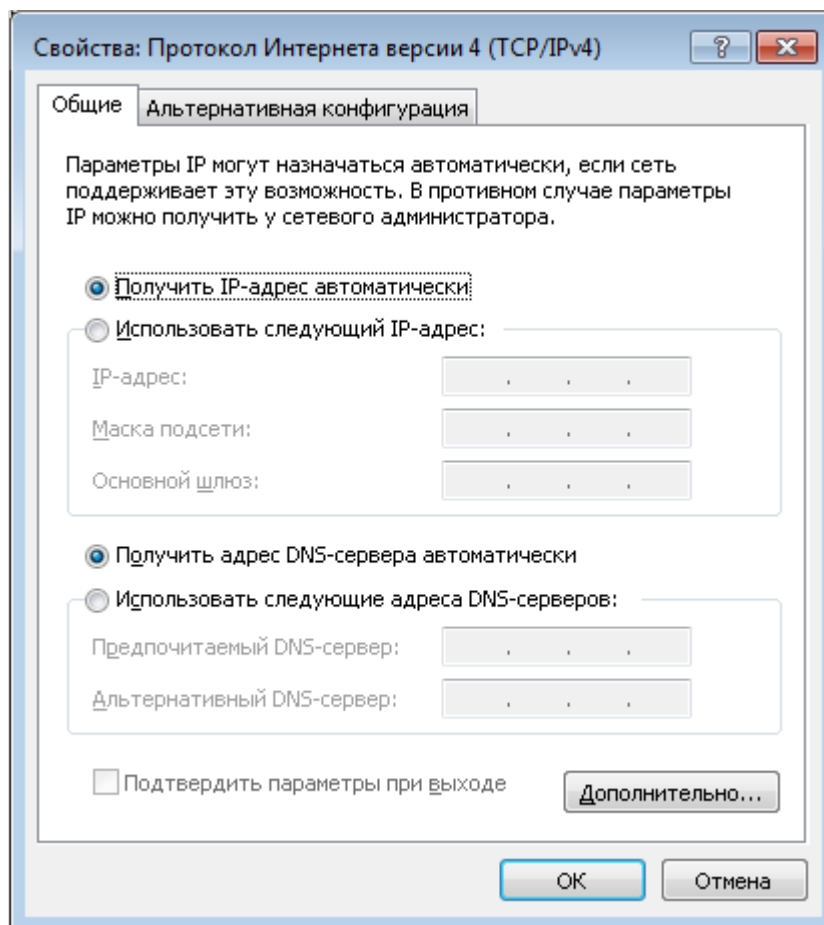 Свойства: Протокол Интернета версии 4 (TCP/IPv4)
Общие
Альтернативная конфигурация
Параметры IP могут назначаться автоматически, если сеть
поддерживает эту возможность. В противном случае параметры
IP можно получить у сетевого администратора.
Получить IP-адрес автоматически
Использовать следующий IP-адрес:
IP-адрес:
Маска подсети:
Основной шлюз:
Получить адрес DNS-сервера автоматически
Использовать следующие адреса DNS-серверов:
Предпочитаемый DNS-сервер:
Альтернативный DNS-сервер:
Подтвердить параметры при выходе
Дополнительно...
ОК
Отмена